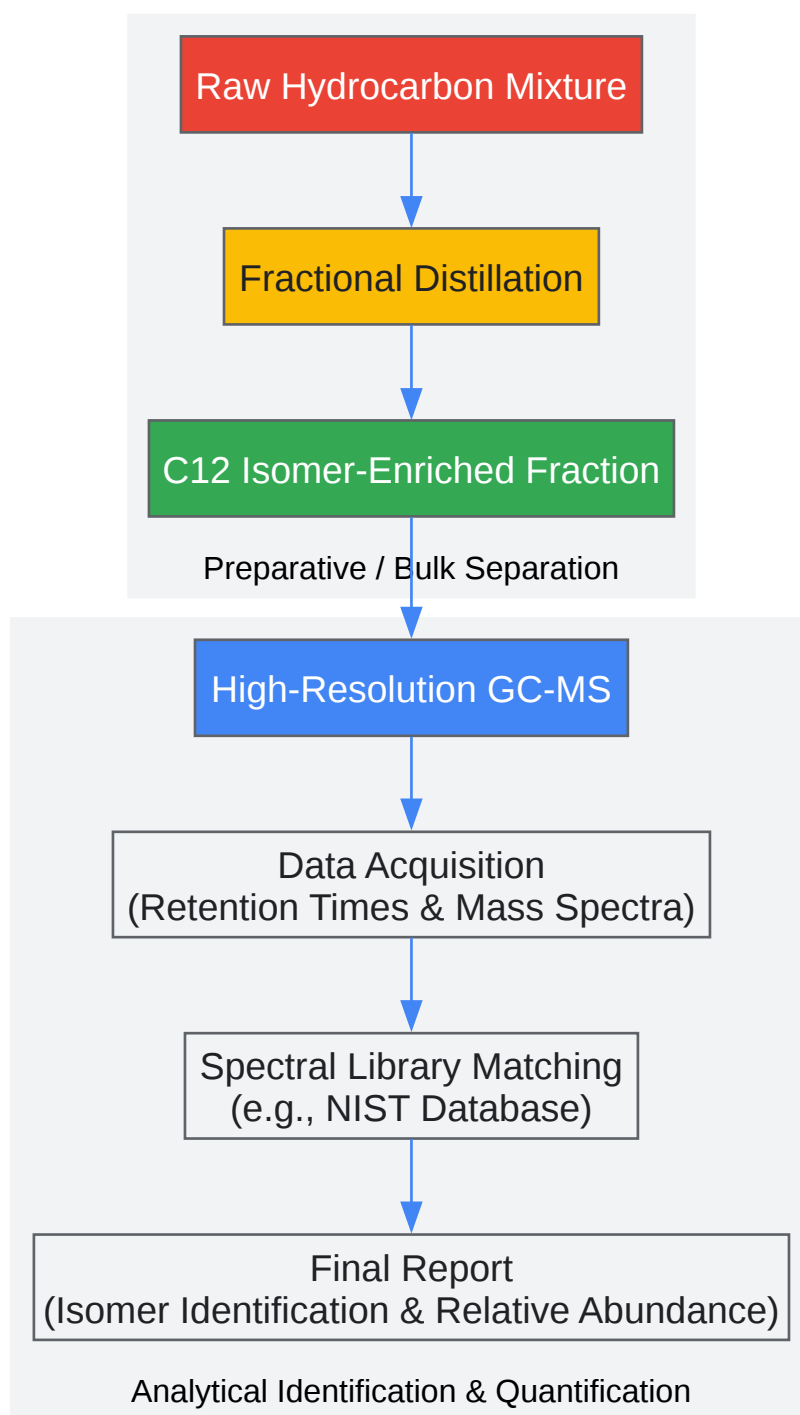 Raw Hydrocarbon Mixture
Fractional Distillation
C12 Isomer-Enriched Fraction
Preparative / Bulk Separation
High-Resolution GC-MS
Data Acquisition
(Retention Times & Mass Spectra)
Spectral Library Matching
(e.g., NIST Database)
Final Report
(Isomer Identification & Relative Abundance)
Analytical Identification & Quantification